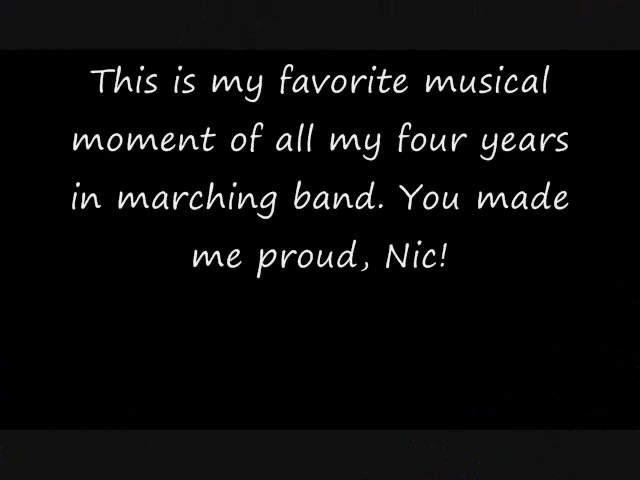 This is my favorite musical
moment of all my four years
in marching band. You made
me proud, Nic!